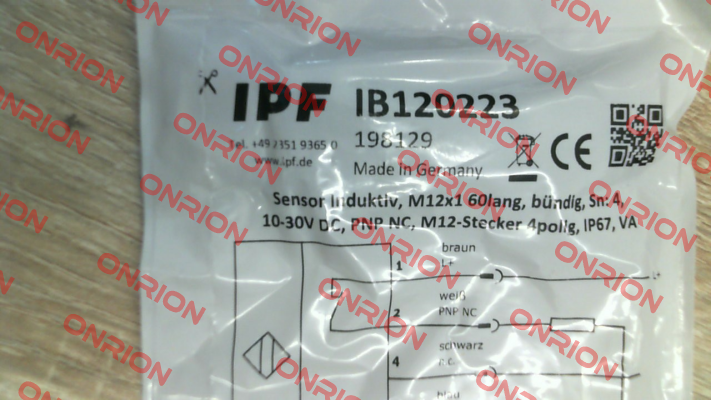 IPF IB120223
Tel. +49 2351 9365 0 198129
www.ipf.de Made in Germany
CE
Sensor Induktiv, M12x1 60lang, bündig, Sn: 4,
10-30V DC, PNP NC, M12-Stecker 4polig, IP67, VA
braun
1 L+
L+
weiß
2 PNP NC
schwarz
4 n.c.
blau
ONRION